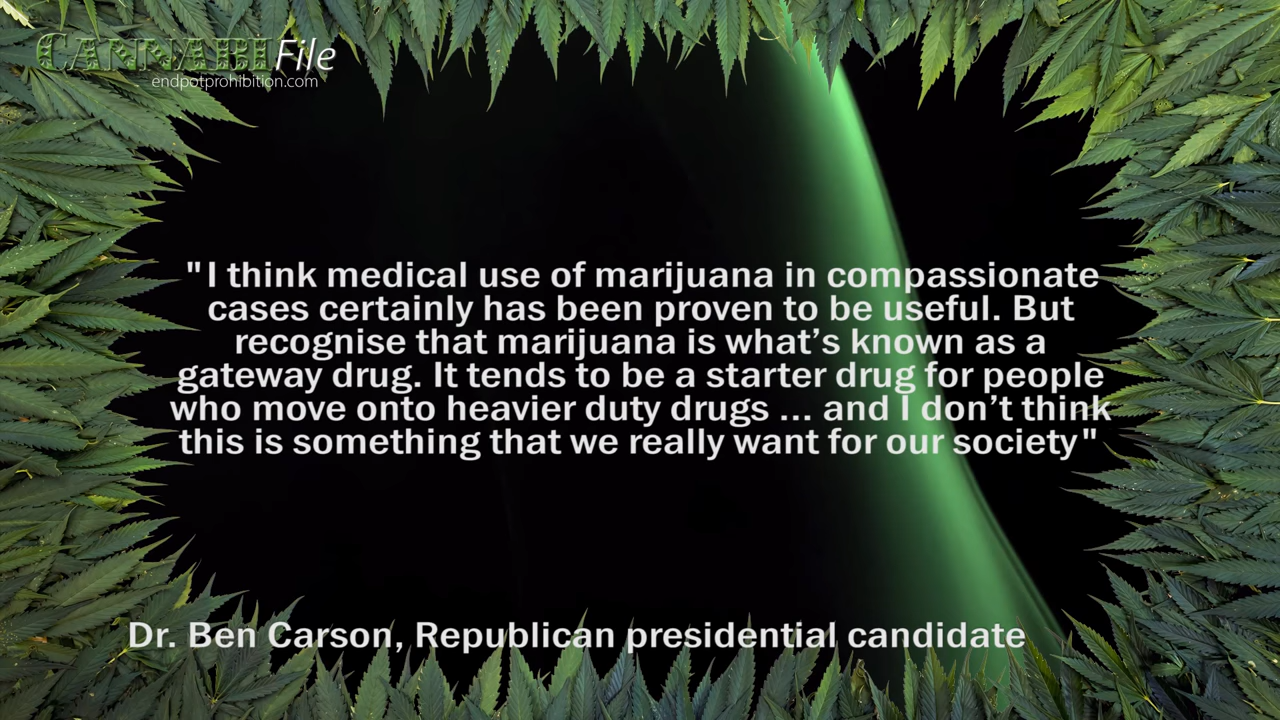 CANNABIFile
endpotprohibition.com
"I think medical use of marijuana in compassionate
cases certainly has been proven to be useful. But
recognise that marijuana is what’s known as a
gateway drug. It tends to be a starter drug for people
who move onto heavier duty drugs ... and I don’t think
this is something that we really want for our society"
Dr. Ben Carson, Republican presidential candidate